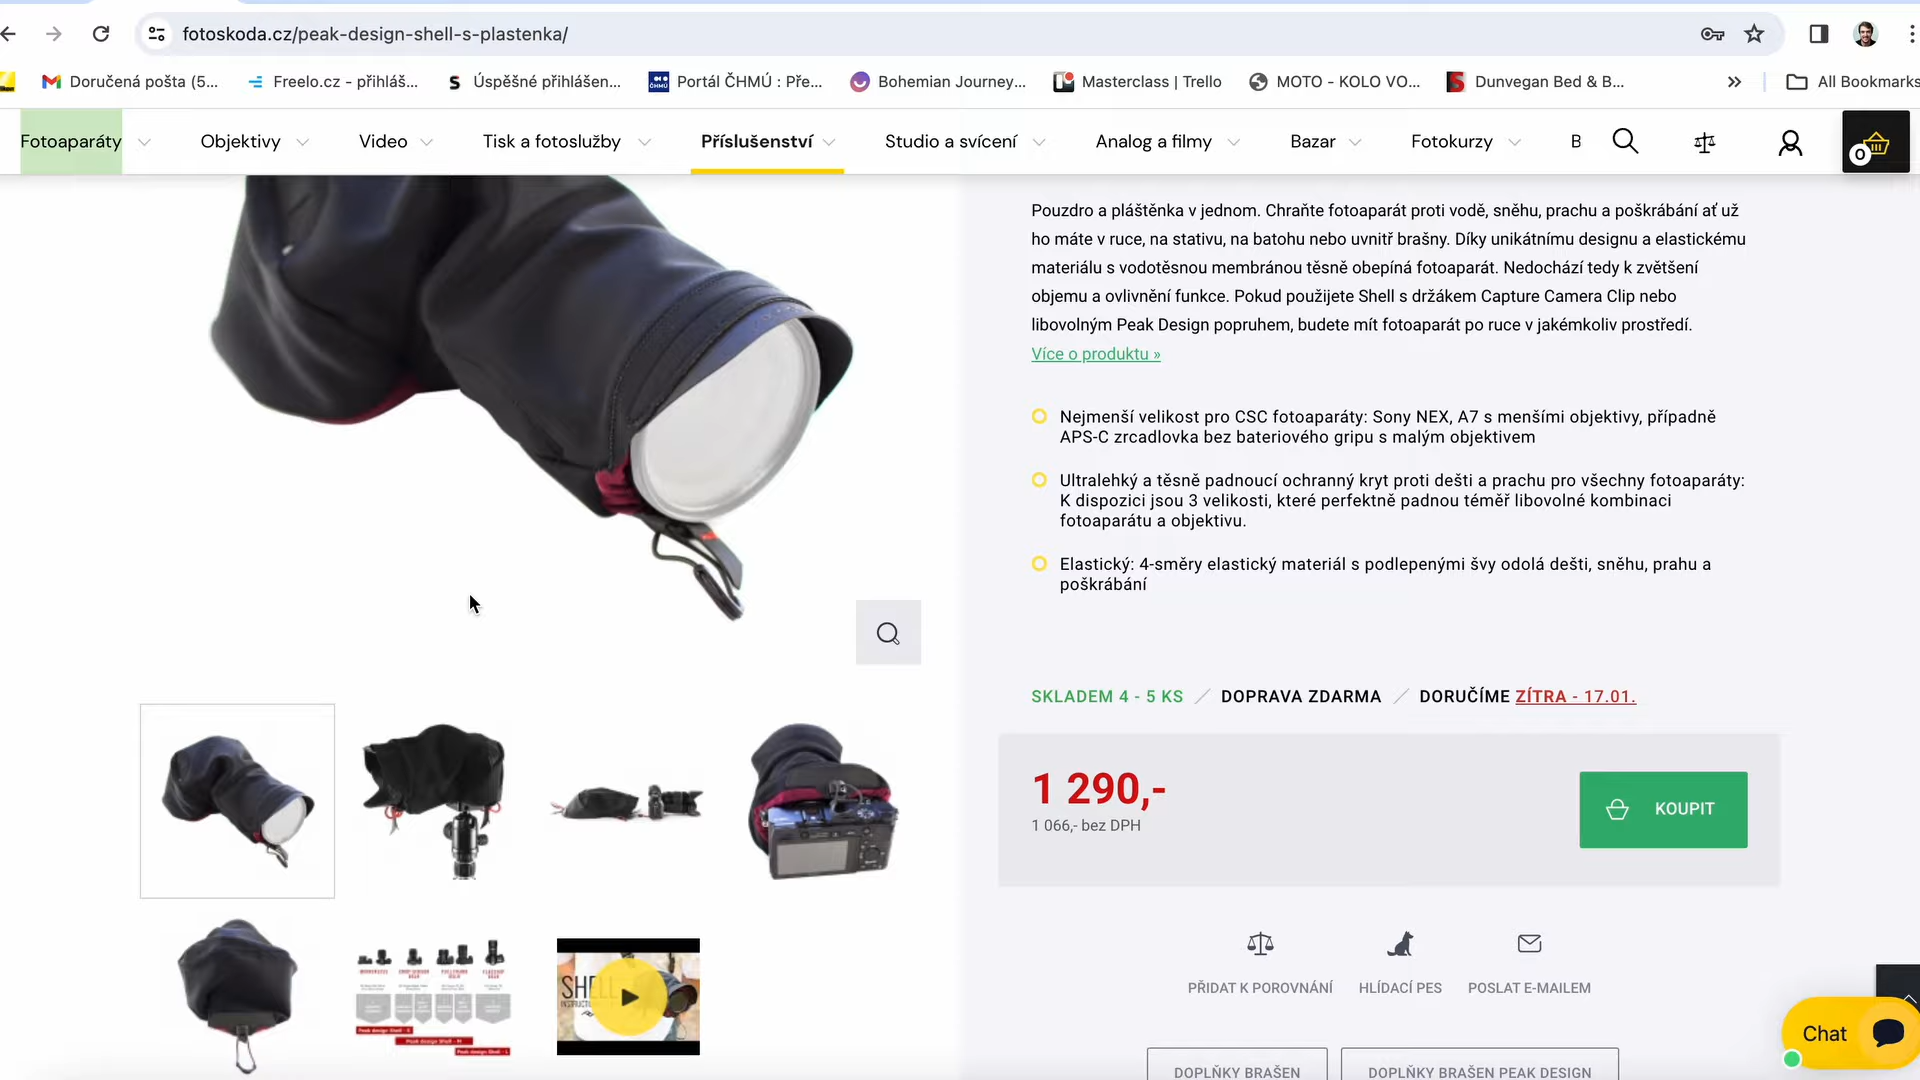 fotoskoda.cz/peak-design-shell-s-plastenka/
Doručená pošta (5...
Freelo.cz - přihláš...
Úspěšné přihlášen...
Portál ČHMÚ : Pře...
Bohemian Journey...
Masterclass | Trello
MOTO - KOLO VO...
Dunvegan Bed & B...
All Bookmarks
Fotoaparáty
Objektivy
Video
Tisk a fotoslužby
Příslušenství
Studio a svícení
Analog a filmy
Bazar
Fotokurzy
B
0
Pouzdro a pláštěnka v jednom. Chraňte fotoaparát proti vodě, sněhu, prachu a poškrábání ať už
ho máte v ruce, na stativu, na batohu nebo uvnitř brašny. Díky unikátnímu designu a elastickému
materiálu s vodotěsnou membránou těsně obepíná fotoaparát. Nedochází tedy k zvětšení
objemu a ovlivnění funkce. Pokud použijete Shell s držákem Capture Camera Clip nebo
libovolným Peak Design popruhem, budete mít fotoaparát po ruce v jakémkoliv prostředí.
Více o produktu »
Nejmenší velikost pro CSC fotoaparáty: Sony NEX, A7 s menšími objektivy, případně
APS-C zrcadlovka bez bateriového gripu s malým objektivem
Ultralehký a těsně padnoucí ochranný kryt proti dešti a prachu pro všechny fotoaparáty:
K dispozici jsou 3 velikosti, které perfektně padnou téměř libovolné kombinaci
fotoaparátu a objektivu.
Elastický: 4-směry elastický materiál s podlepenými švy odolá dešti, sněhu, prahu a
poškrábání
SKLADEM 4 - 5 KS
DOPRAVA ZDARMA
DORUČÍME ZÍTRA - 17.01.
1 290,-
1 066,- bez DPH
KOUPIT
PŘIDAT K POROVNÁNÍ
HLÍDACÍ PES
POSLAT E-MAILEM
SHELL
Chat
DOPLŇKY BRAŠEN
DOPLŇKY BRAŠEN PEAK DESIGN